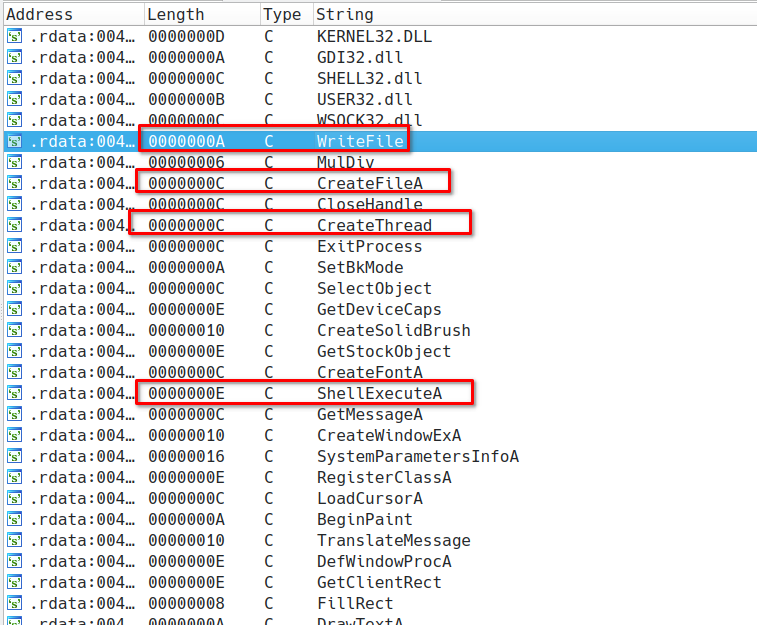 Address Length Type String
.rdata:004… 0000000D C KERNEL32.DLL
.rdata:004… 0000000A C GDI32.dll
.rdata:004… 0000000C C SHELL32.dll
.rdata:004… 0000000B C USER32.dll
.rdata:004… 0000000C C WSOCK32.dll
.rdata:004… 0000000A C WriteFile
.rdata:004… 00000006 C MulDiv
.rdata:004… 0000000C C CreateFileA
.rdata:004… 0000000C C CloseHandle
.rdata:004… 0000000C C CreateThread
.rdata:004… 0000000C C ExitProcess
.rdata:004… 0000000A C SetBkMode
.rdata:004… 0000000C C SelectObject
.rdata:004… 0000000E C GetDeviceCaps
.rdata:004… 00000010 C CreateSolidBrush
.rdata:004… 0000000E C GetStockObject
.rdata:004… 0000000C C CreateFontA
.rdata:004… 0000000E C ShellExecuteA
.rdata:004… 0000000C C GetMessageA
.rdata:004… 00000010 C CreateWindowExA
.rdata:004… 00000016 C SystemParametersInfoA
.rdata:004… 0000000E C RegisterClassA
.rdata:004… 0000000C C LoadCursorA
.rdata:004… 0000000A C BeginPaint
.rdata:004… 00000010 C TranslateMessage
.rdata:004… 0000000E C DefWindowProcA
.rdata:004… 0000000E C GetClientRect
.rdata:004… 00000008 C FillRect
.rdata:004… 0000000A C DrawTextA